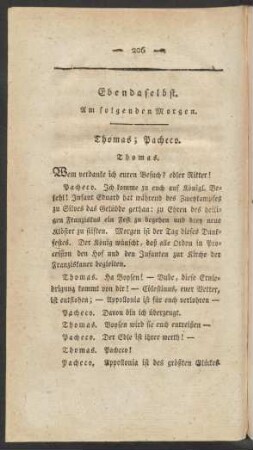 — 206 —
Ebendaselbst.
Am folgenden Morgen.
Thomas; Pacheco.
Thomas.
Wem verdanke ich euren Besuch? edler Ritter!
Pacheco. Ich komme zu euch auf Königl. Be-
fehl! Infant Eduard hat während des Zweykampfes
zu Silves das Gelübde gethan: zu Ehren des heili-
gen Franziskus ein Fest zu begehen und drey neue
Klöster zu stiften. Morgen ist der Tag dieses Dank-
festes. Der König wünscht, daß alle Orden in Pro-
cessiren den Hof und den Infanten zur Kirche der
Franziskaner begleiten.
Thomas. Ha Boysen! — Bube, diese Ernie-
drigung kommt von dir! — Cölestinus, euer Vetter,
ist entstohen; — Appollonia ist für euch verlohren —
Pacheco. Davon bin ich überzeugt.
Thomas. Boysen wird sie euch entreißen —
Pacheco. Der Edle ist ihrer werth! —
Thomas. Pacheco!
Pacheco. Appollonia ist des größten Glückes